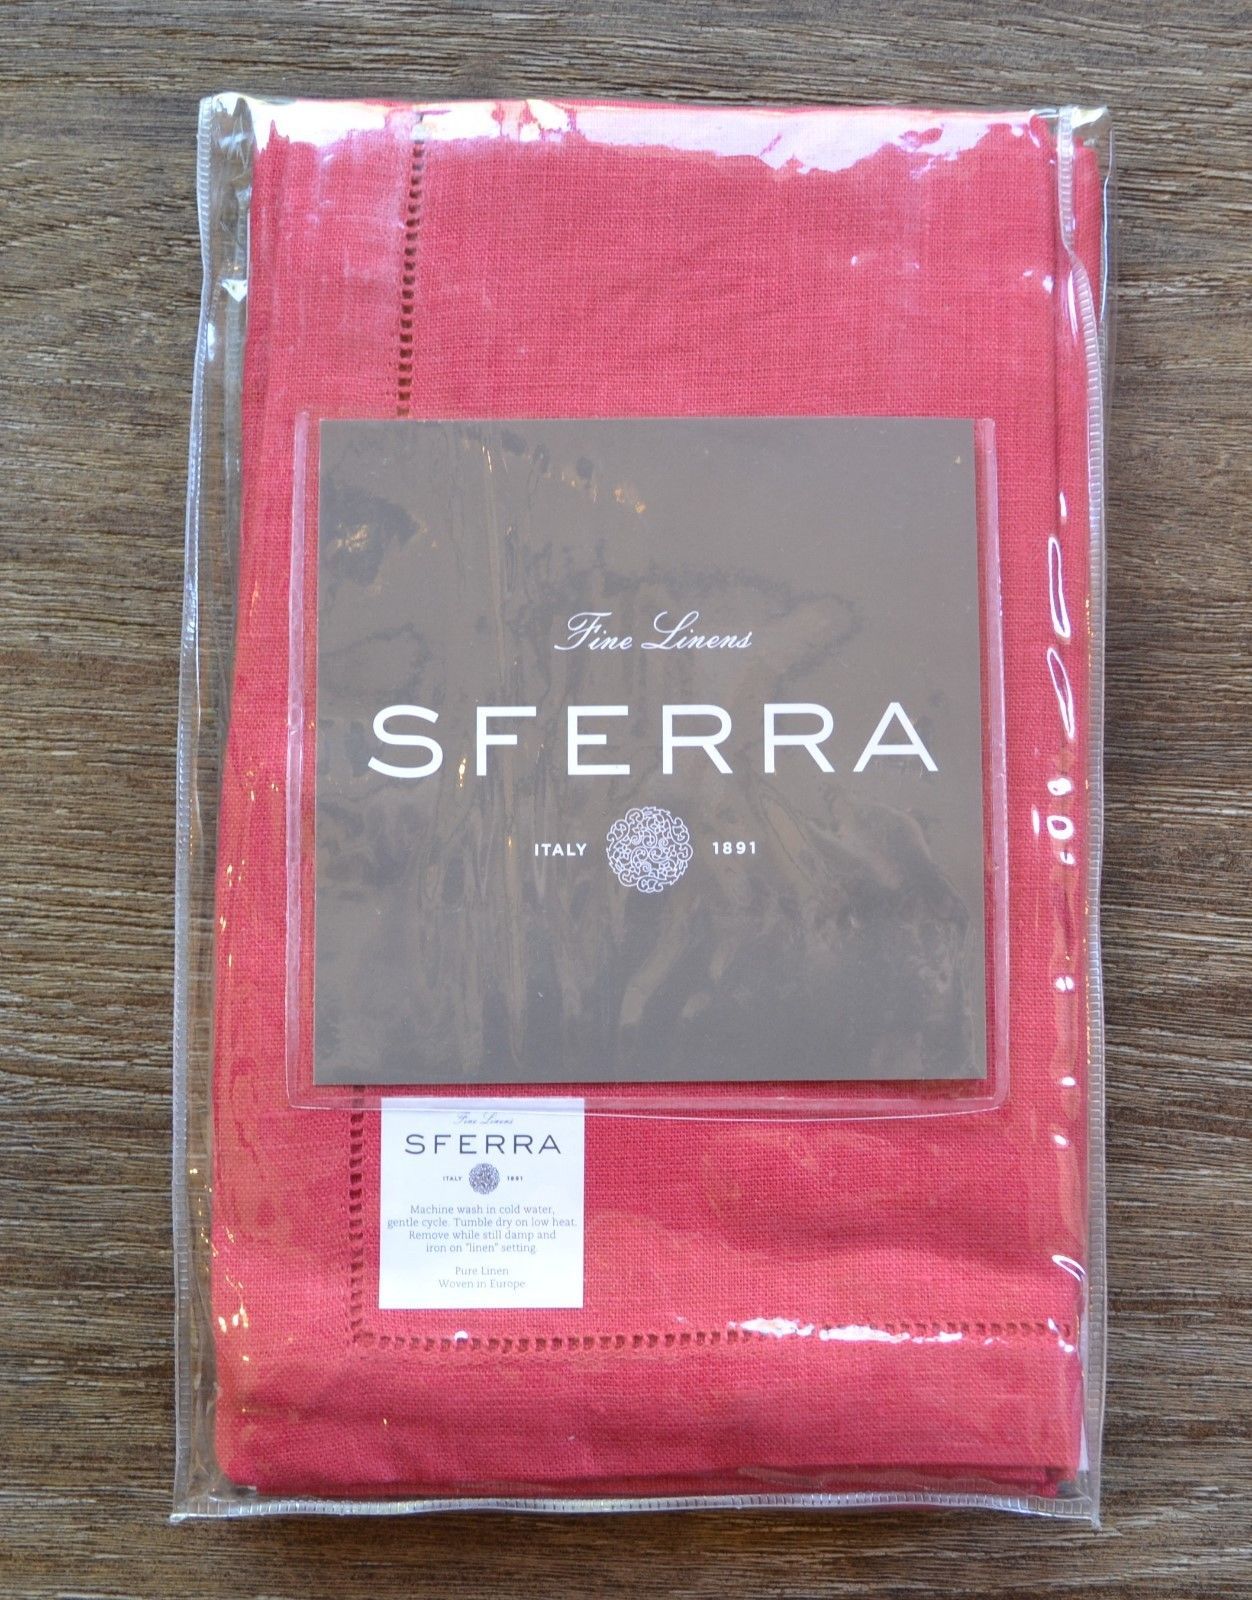 Fine Linens
SFERRA
ITALY 1891
Fine Linens
SFERRA
ITALY 1891
Machine wash in cold water,
gentle cycle. Tumble dry on low heat.
Remove while still damp and
iron on "linen" setting.
Pure Linen
Woven in Europe